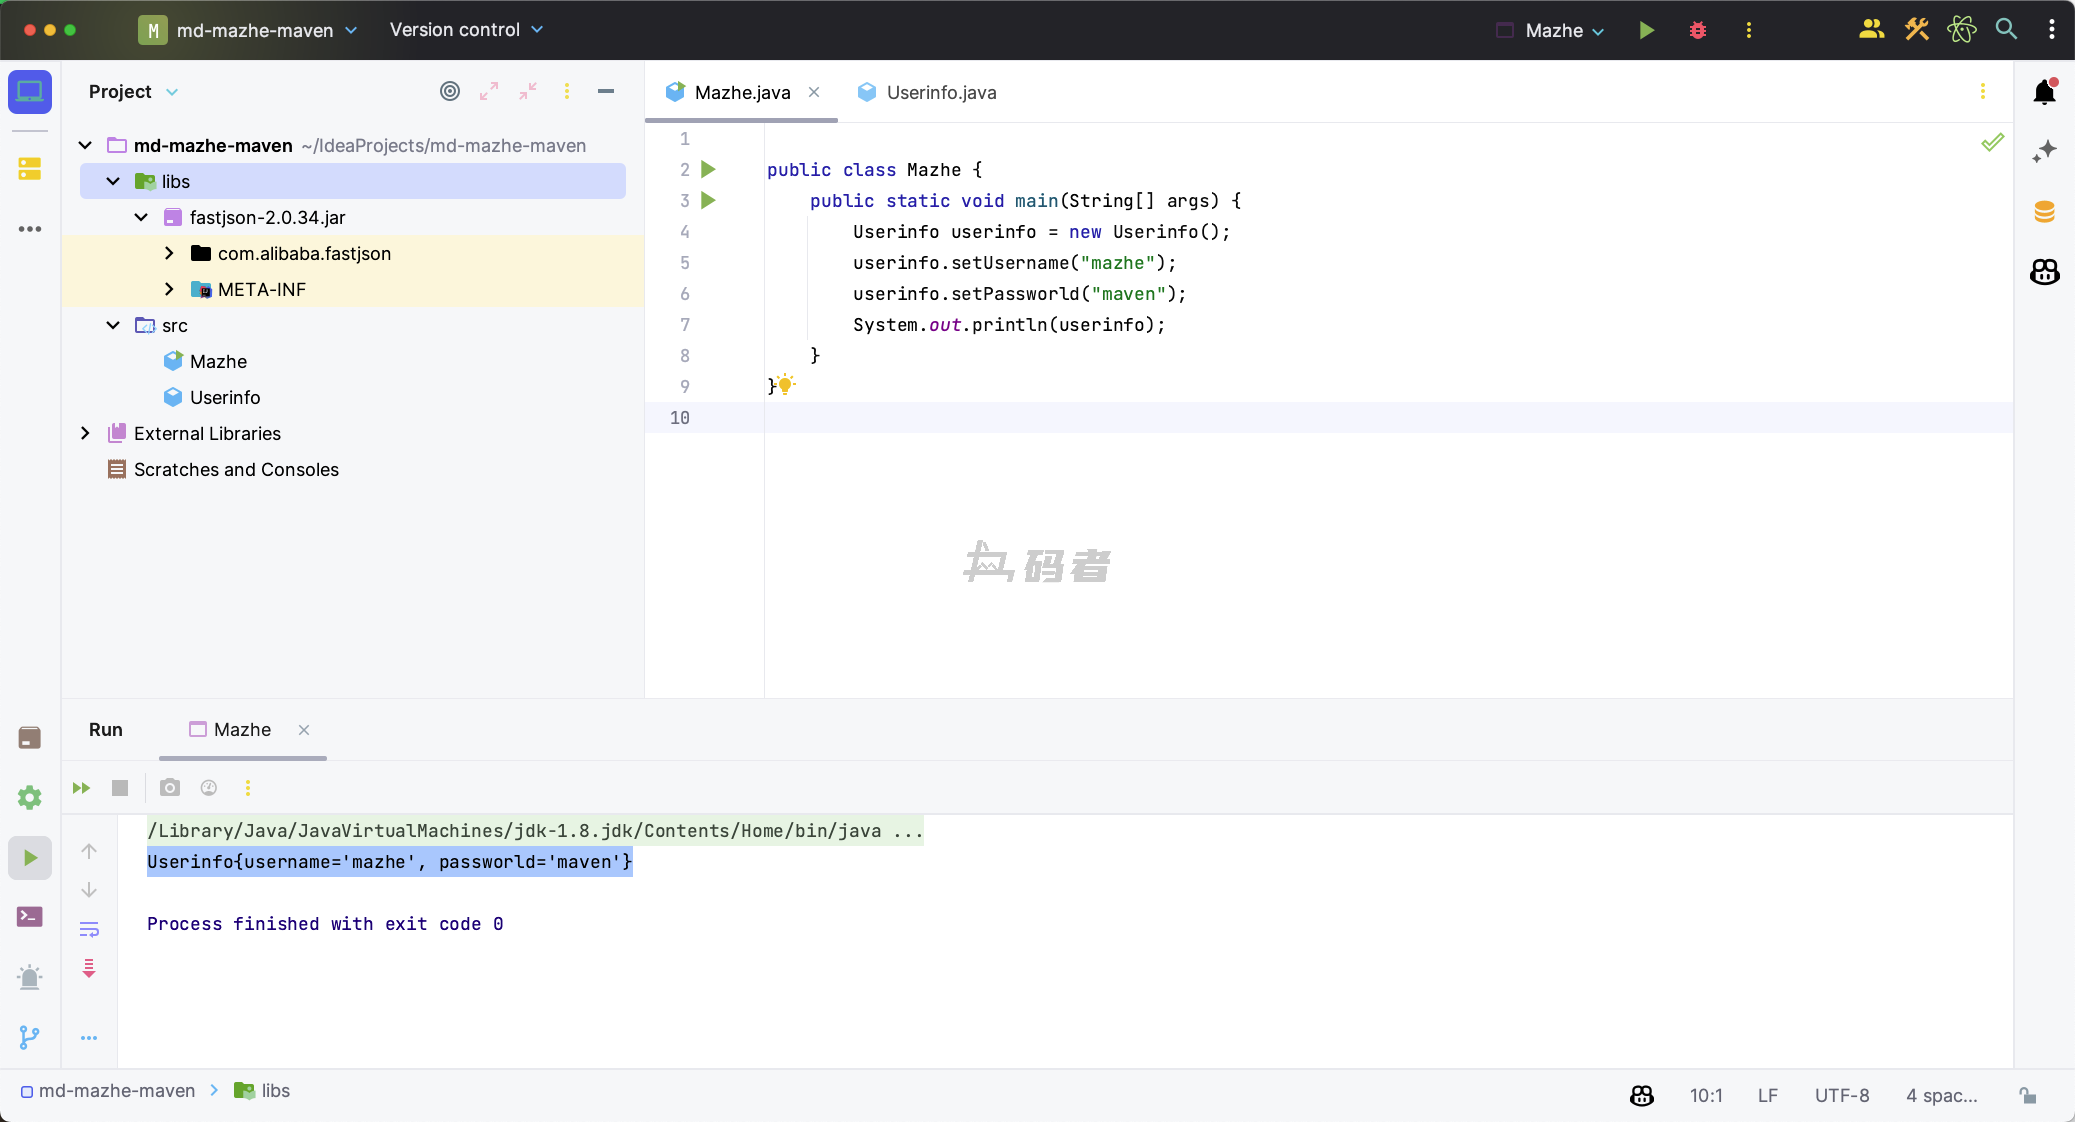 M md-mazhe-maven Version control Mazhe
Project
md-mazhe-maven ~/IdeaProjects/md-mazhe-maven
libs
fastjson-2.0.34.jar
com.alibaba.fastjson
META-INF
src
Mazhe
Userinfo
External Libraries
Scratches and Consoles
Mazhe.java Userinfo.java
1
2 public class Mazhe {
3     public static void main(String[] args) {
4         Userinfo userinfo = new Userinfo();
5         userinfo.setUsername("mazhe");
6         userinfo.setPassworld("maven");
7         System.out.println(userinfo);
8     }
9 }
10
码者
Run Mazhe
/Library/Java/JavaVirtualMachines/jdk-1.8.jdk/Contents/Home/bin/java ...
Userinfo{username='mazhe', passworld='maven'}
Process finished with exit code 0
md-mazhe-maven libs 10:1 LF UTF-8 4 spac...